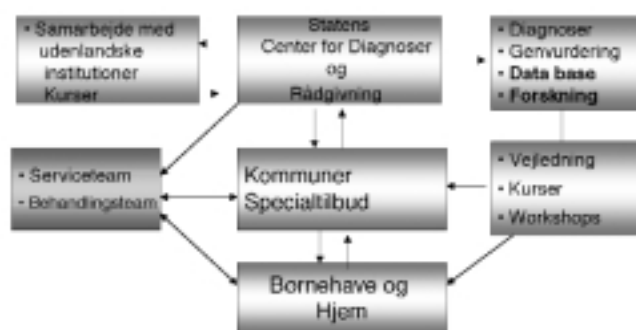 • Samarbejde med
udenlandske
institutioner
Kurser
Statens
Center for Diagnoser
og
Rådgivning
• Diagnoser
• Genvurdering
• Data base
• Forskning
• Serviceteam
• Behandlingsteam
Kommuner
Specialtilbud
• Vejledning
• Kurser
• Workshops
Børnehave og
Hjem